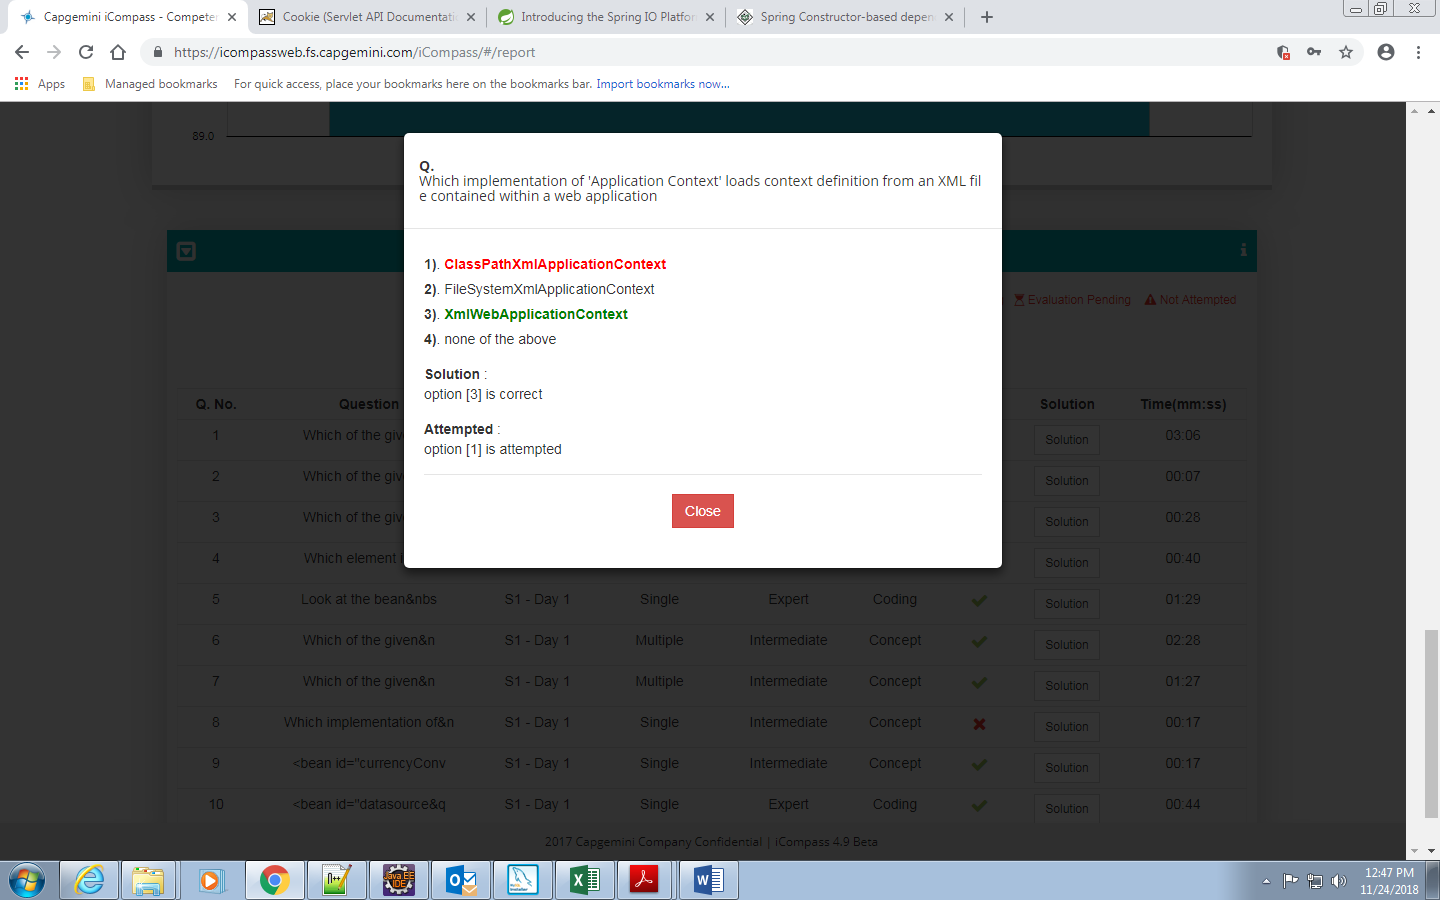 Capgemini iCompass - Competen
Cookie (Servlet API Documentatio
Introducing the Spring IO Platfor
Spring Constructor-based depen
https://icompassweb.fs.capgemini.com/iCompass/#/report
Apps
Managed bookmarks
For quick access, place your bookmarks here on the bookmarks bar. Import bookmarks now...
89.0
Q.
Which implementation of 'Application Context' loads context definition from an XML fil
e contained within a web application
1). ClassPathXmlApplicationContext
2). FileSystemXmlApplicationContext
3). XmlWebApplicationContext
4). none of the above
Solution :
option [3] is correct
Attempted :
option [1] is attempted
Close
Evaluation Pending
Not Attempted
Q. No. Question Solution Time(mm:ss)
1 Which of the giv Solution 03:06
2 Which of the giv Solution 00:07
3 Which of the giv Solution 00:28
4 Which element Solution 00:40
5 Look at the bean&nbs S1 - Day 1 Single Expert Coding Solution 01:29
6 Which of the given&n S1 - Day 1 Multiple Intermediate Concept Solution 02:28
7 Which of the given&n S1 - Day 1 Multiple Intermediate Concept Solution 01:27
8 Which implementation of&n S1 - Day 1 Single Intermediate Concept Solution 00:17
9 <bean id="currencyConv S1 - Day 1 Single Intermediate Concept Solution 00:17
10 <bean id="datasource&q S1 - Day 1 Single Expert Coding Solution 00:44
2017 Capgemini Company Confidential | iCompass 4.9 Beta
Java EE
IDE
12:47 PM
11/24/2018